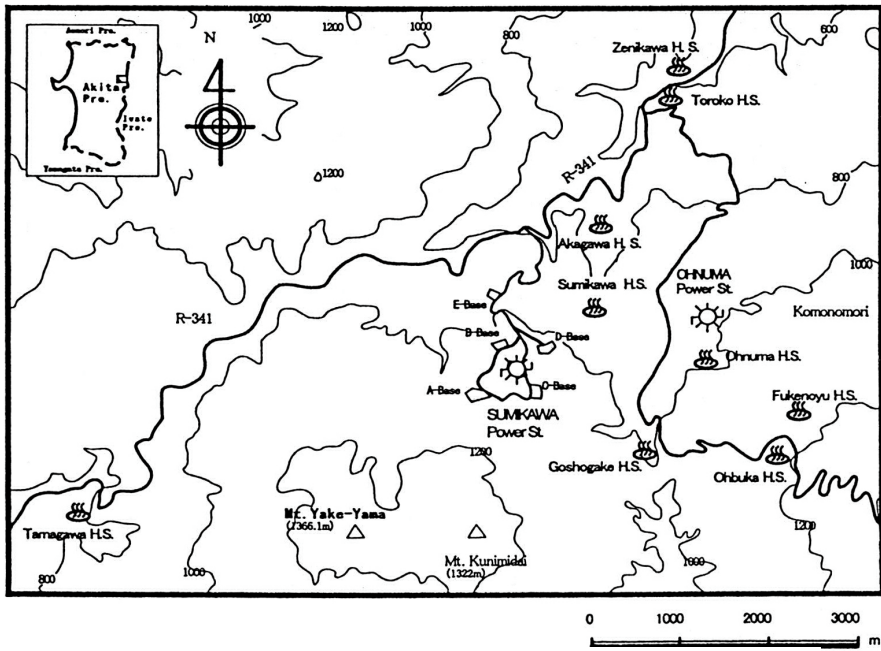 1000
1200
1000
800
600
Aomori Pre.
Akita
Pre.
Iwate
Pre.
Yamagata Pre.
N
Zenikawa H. S.
Toroko H.S.
1200
R-341
800
Akagawa H. S.
Sumikawa H.S.
OHNUMA
Power St.
1000
Komonomori
R-341
E-Base
B-Base
D-Base
A-Base
C-Base
SUMIKAWA
Power St.
Ohnuma H.S.
Fukenoyu H.S.
1200
Goshogake H.S.
Ohbuka H.S.
Tamagawa H.S.
Mt. Yake-Yama
(1366.1m)
Mt. Kunimidai
(1322m)
1200
800
1000
1000
0 1000 2000 3000
m